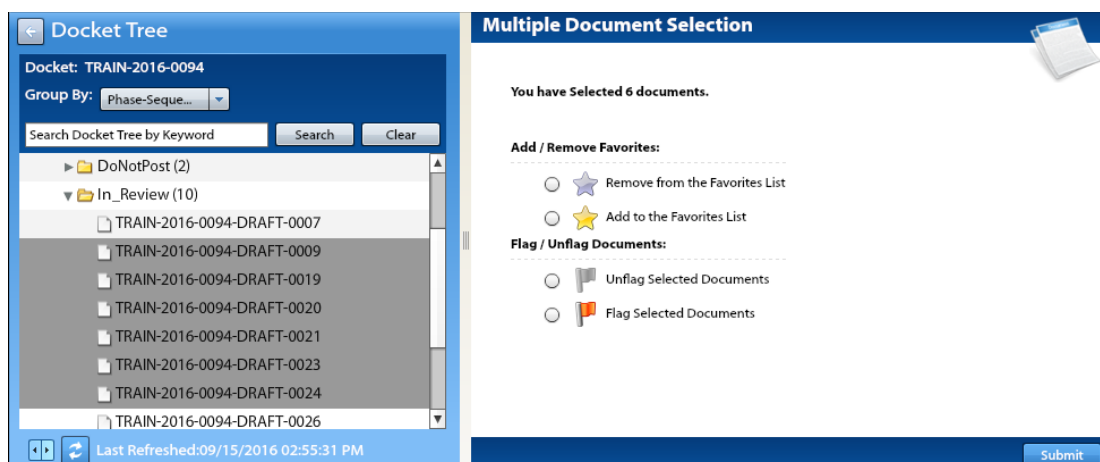 Docket Tree
Docket: TRAIN-2016-0094
Group By: Phase-Seque...
Search Docket Tree by Keyword Search Clear
DoNotPost (2)
In_Review (10)
TRAIN-2016-0094-DRAFT-0007
TRAIN-2016-0094-DRAFT-0009
TRAIN-2016-0094-DRAFT-0019
TRAIN-2016-0094-DRAFT-0020
TRAIN-2016-0094-DRAFT-0021
TRAIN-2016-0094-DRAFT-0023
TRAIN-2016-0094-DRAFT-0024
TRAIN-2016-0094-DRAFT-0026
Last Refreshed:09/15/2016 02:55:31 PM
Multiple Document Selection
You have Selected 6 documents.
Add / Remove Favorites:
Remove from the Favorites List
Add to the Favorites List
Flag / Unflag Documents:
Unflag Selected Documents
Flag Selected Documents
Submit